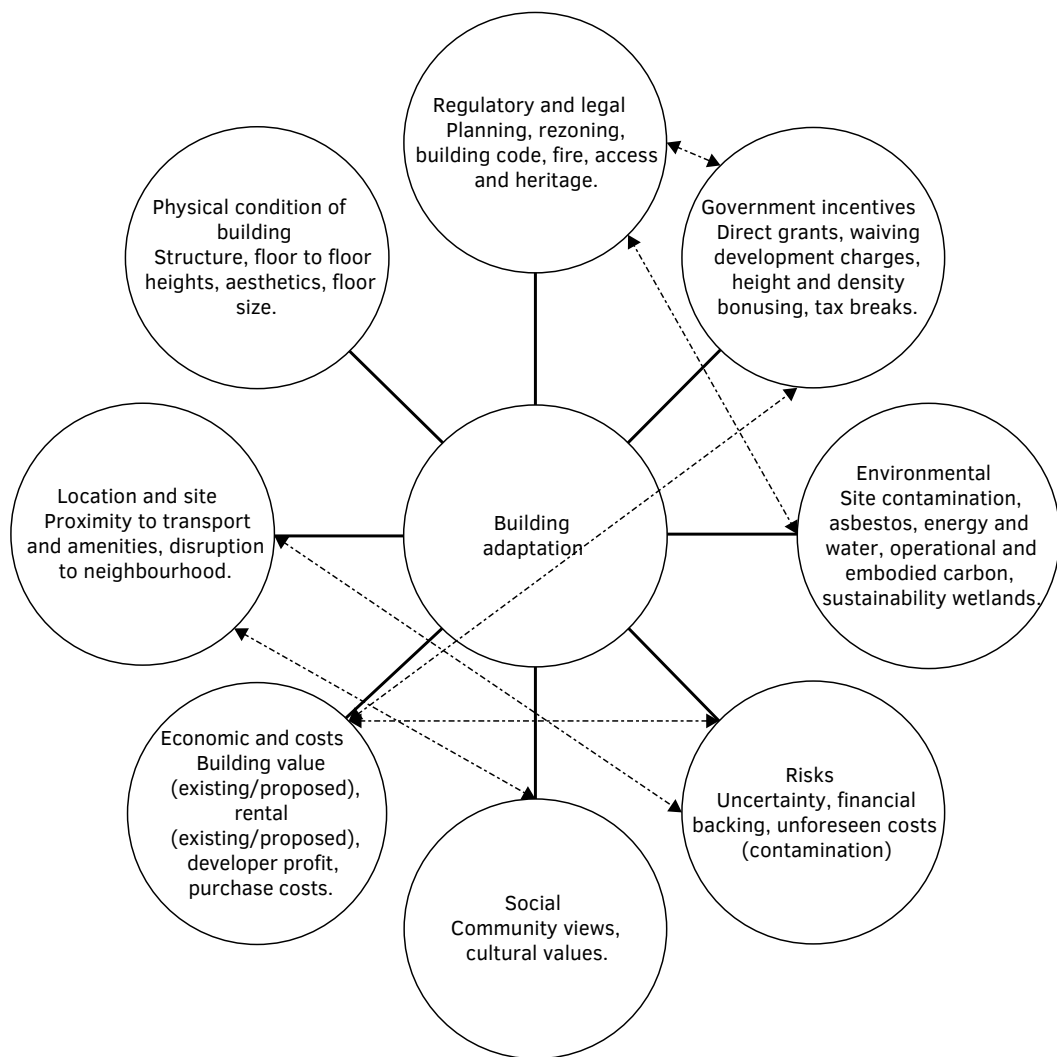 Regulatory and legal
Planning, rezoning,
building code, fire, access
and heritage.
Physical condition of
building
Structure, floor to floor
heights, aesthetics, floor
size.
Government incentives
Direct grants, waiving
development charges,
height and density
bonusing, tax breaks.
Location and site
Proximity to transport
and amenities, disruption
to neighbourhood.
Building
adaptation
Environmental
Site contamination,
asbestos, energy and
water, operational and
embodied carbon,
sustainability wetlands.
Economic and costs
Building value
(existing/proposed),
rental
(existing/proposed),
developer profit,
purchase costs.
Risks
Uncertainty, financial
backing, unforeseen costs
(contamination)
Social
Community views,
cultural values.